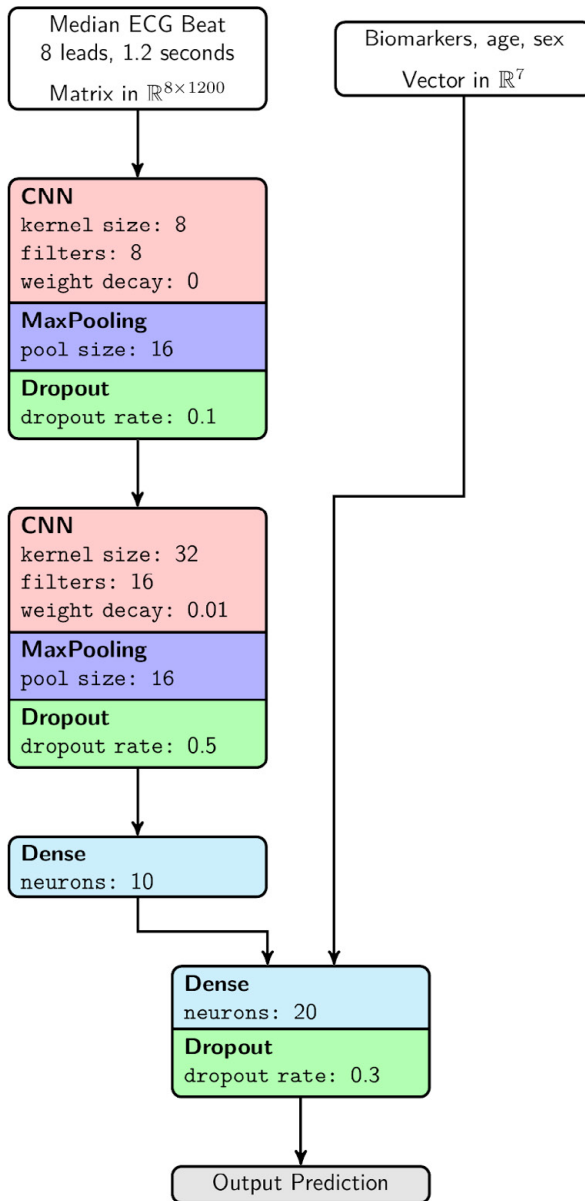 Median ECG Beat
8 leads, 1.2 seconds
Matrix in ℝ^{8×1200}
Biomarkers, age, sex
Vector in ℝ^7
CNN
kernel size: 8
filters: 8
weight decay: 0
MaxPooling
pool size: 16
Dropout
dropout rate: 0.1
CNN
kernel size: 32
filters: 16
weight decay: 0.01
MaxPooling
pool size: 16
Dropout
dropout rate: 0.5
Dense
neurons: 10
Dense
neurons: 20
Dropout
dropout rate: 0.3
Output Prediction